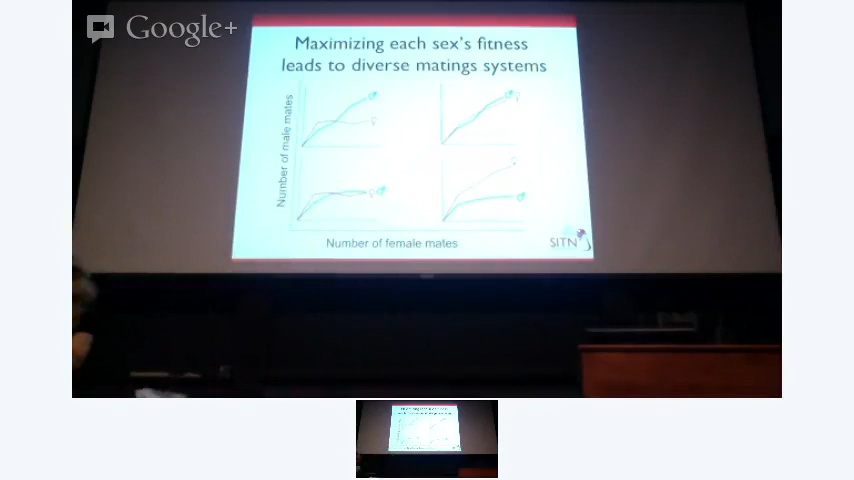 Google+
Maximizing each sex's fitness
leads to diverse matings systems
Number of male mates
Number of female mates
SITN